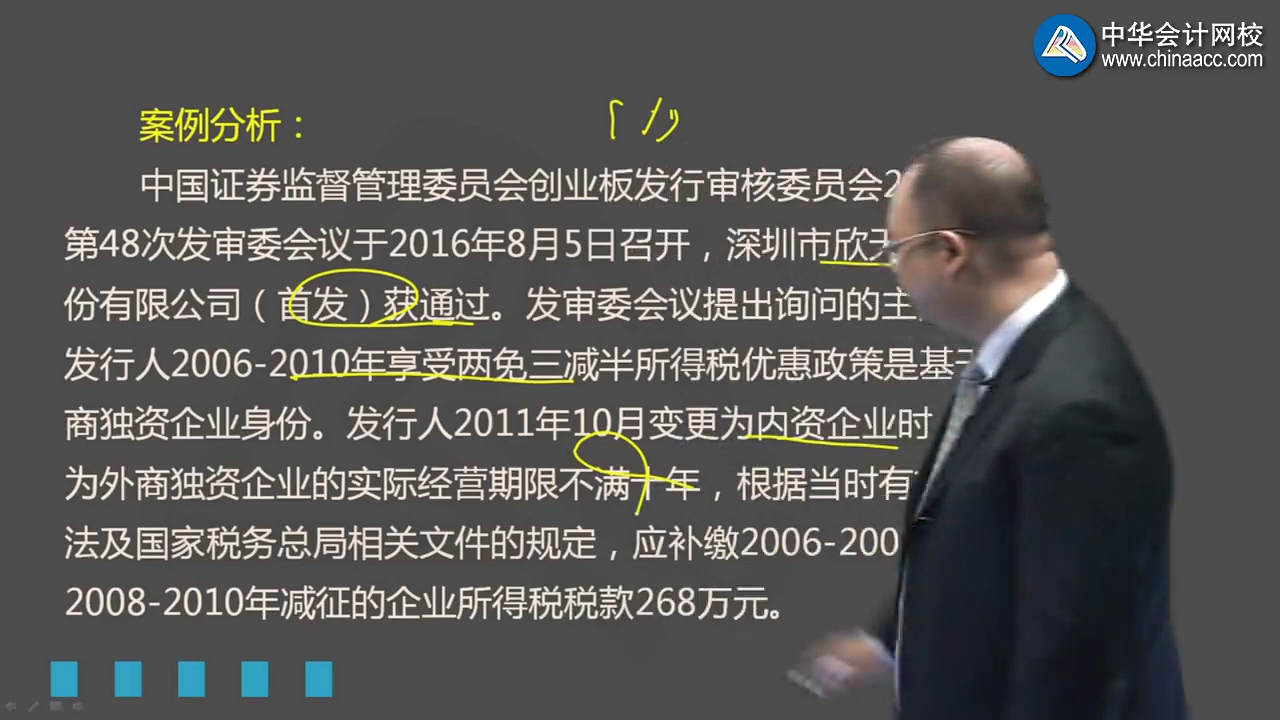 中华会计网校
www.chinaacc.com
案例分析：
中国证券监督管理委员会创业板发行审核委员会2
第48次发审委会议于2016年8月5日召开，深圳市欣天
份有限公司（首发）获通过。发审委会议提出询问的主
发行人2006-2010年享受两免三减半所得税优惠政策是基于
商独资企业身份。发行人2011年10月变更为内资企业时
为外商独资企业的实际经营期限不满十年，根据当时有
法及国家税务总局相关文件的规定，应补缴2006-200
2008-2010年减征的企业所得税税款268万元。